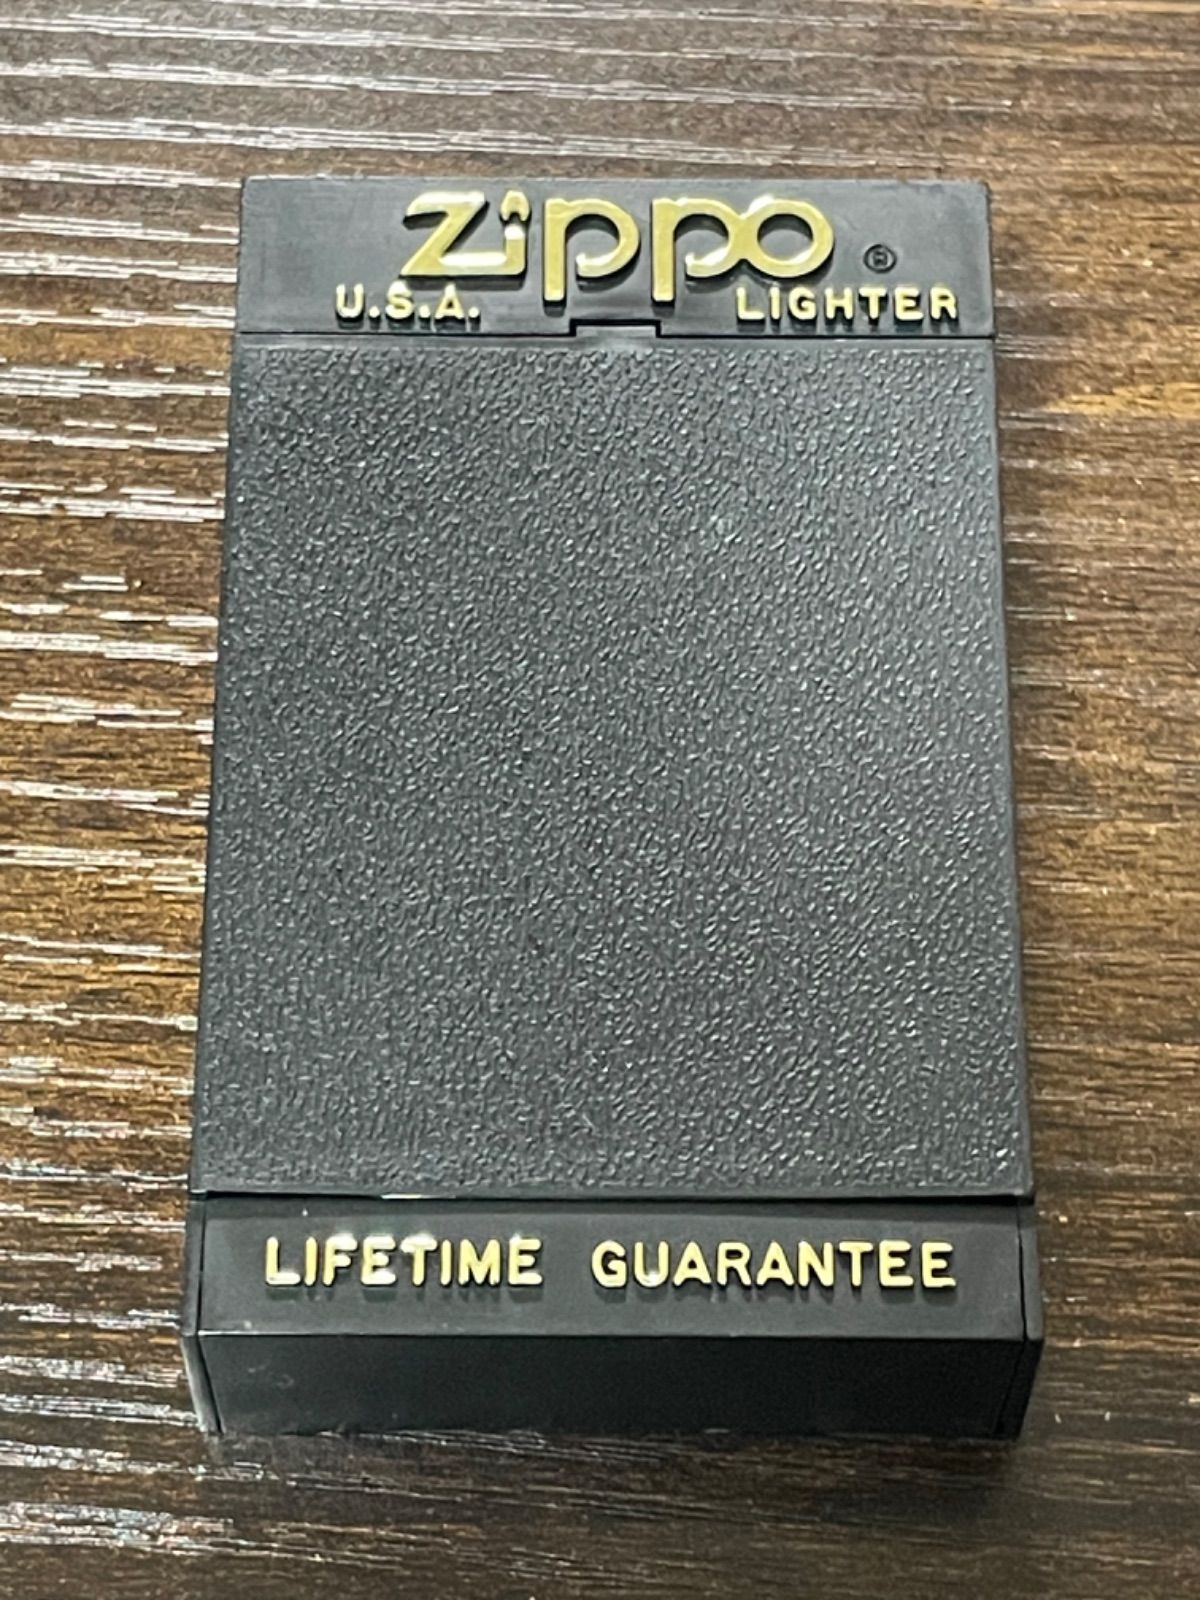 Zippo ®
U.S.A. LIGHTER
LIFETIME GUARANTEE